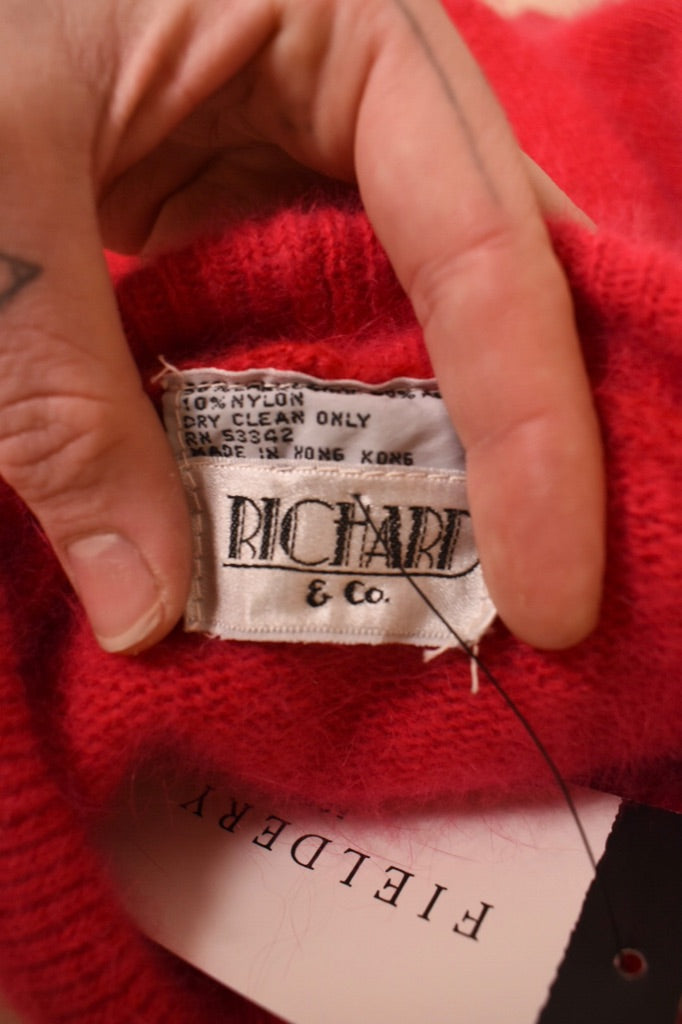 10% NYLON
DRY CLEAN ONLY
RN 53342
MADE IN HONG KONG
RICHARD
& Co.
FIELDERY